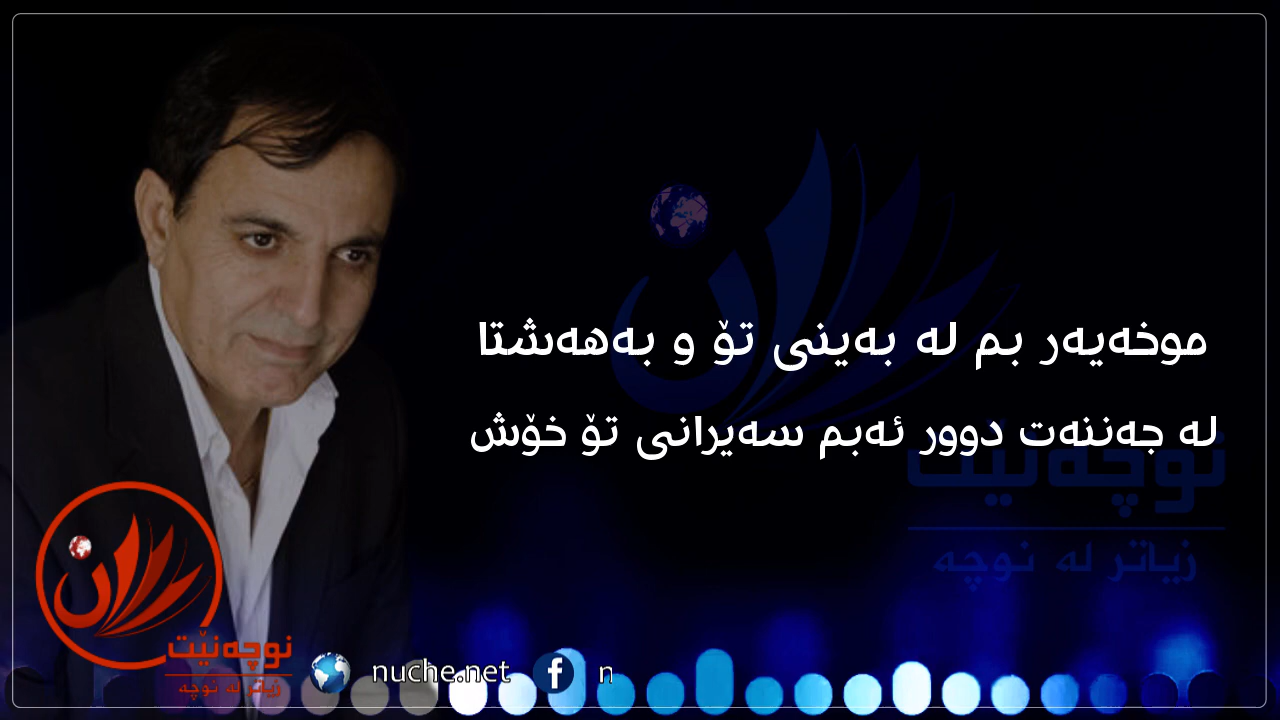 موخەیەر بم لە بەینی تۆ و بەهەشتا
لە جەننەت دوور ئەبم سەیرانی تۆ خۆش
نوچەنێت
زیاتر لە نوچە
نوچەنێت
زیاتر لە نوچە
nuche.net
n